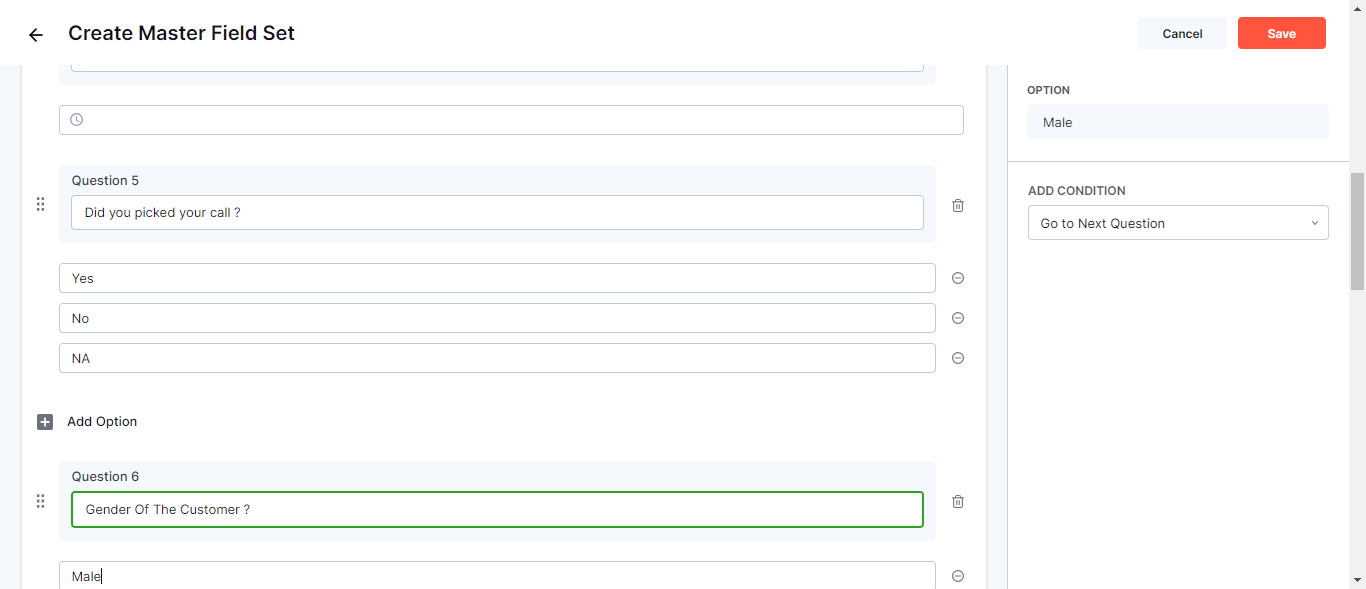 Create Master Field Set
Cancel
Save
Question 5
Did you picked your call ?
Yes
No
NA
Add Option
Question 6
Gender Of The Customer ?
Male
OPTION
Male
ADD CONDITION
Go to Next Question